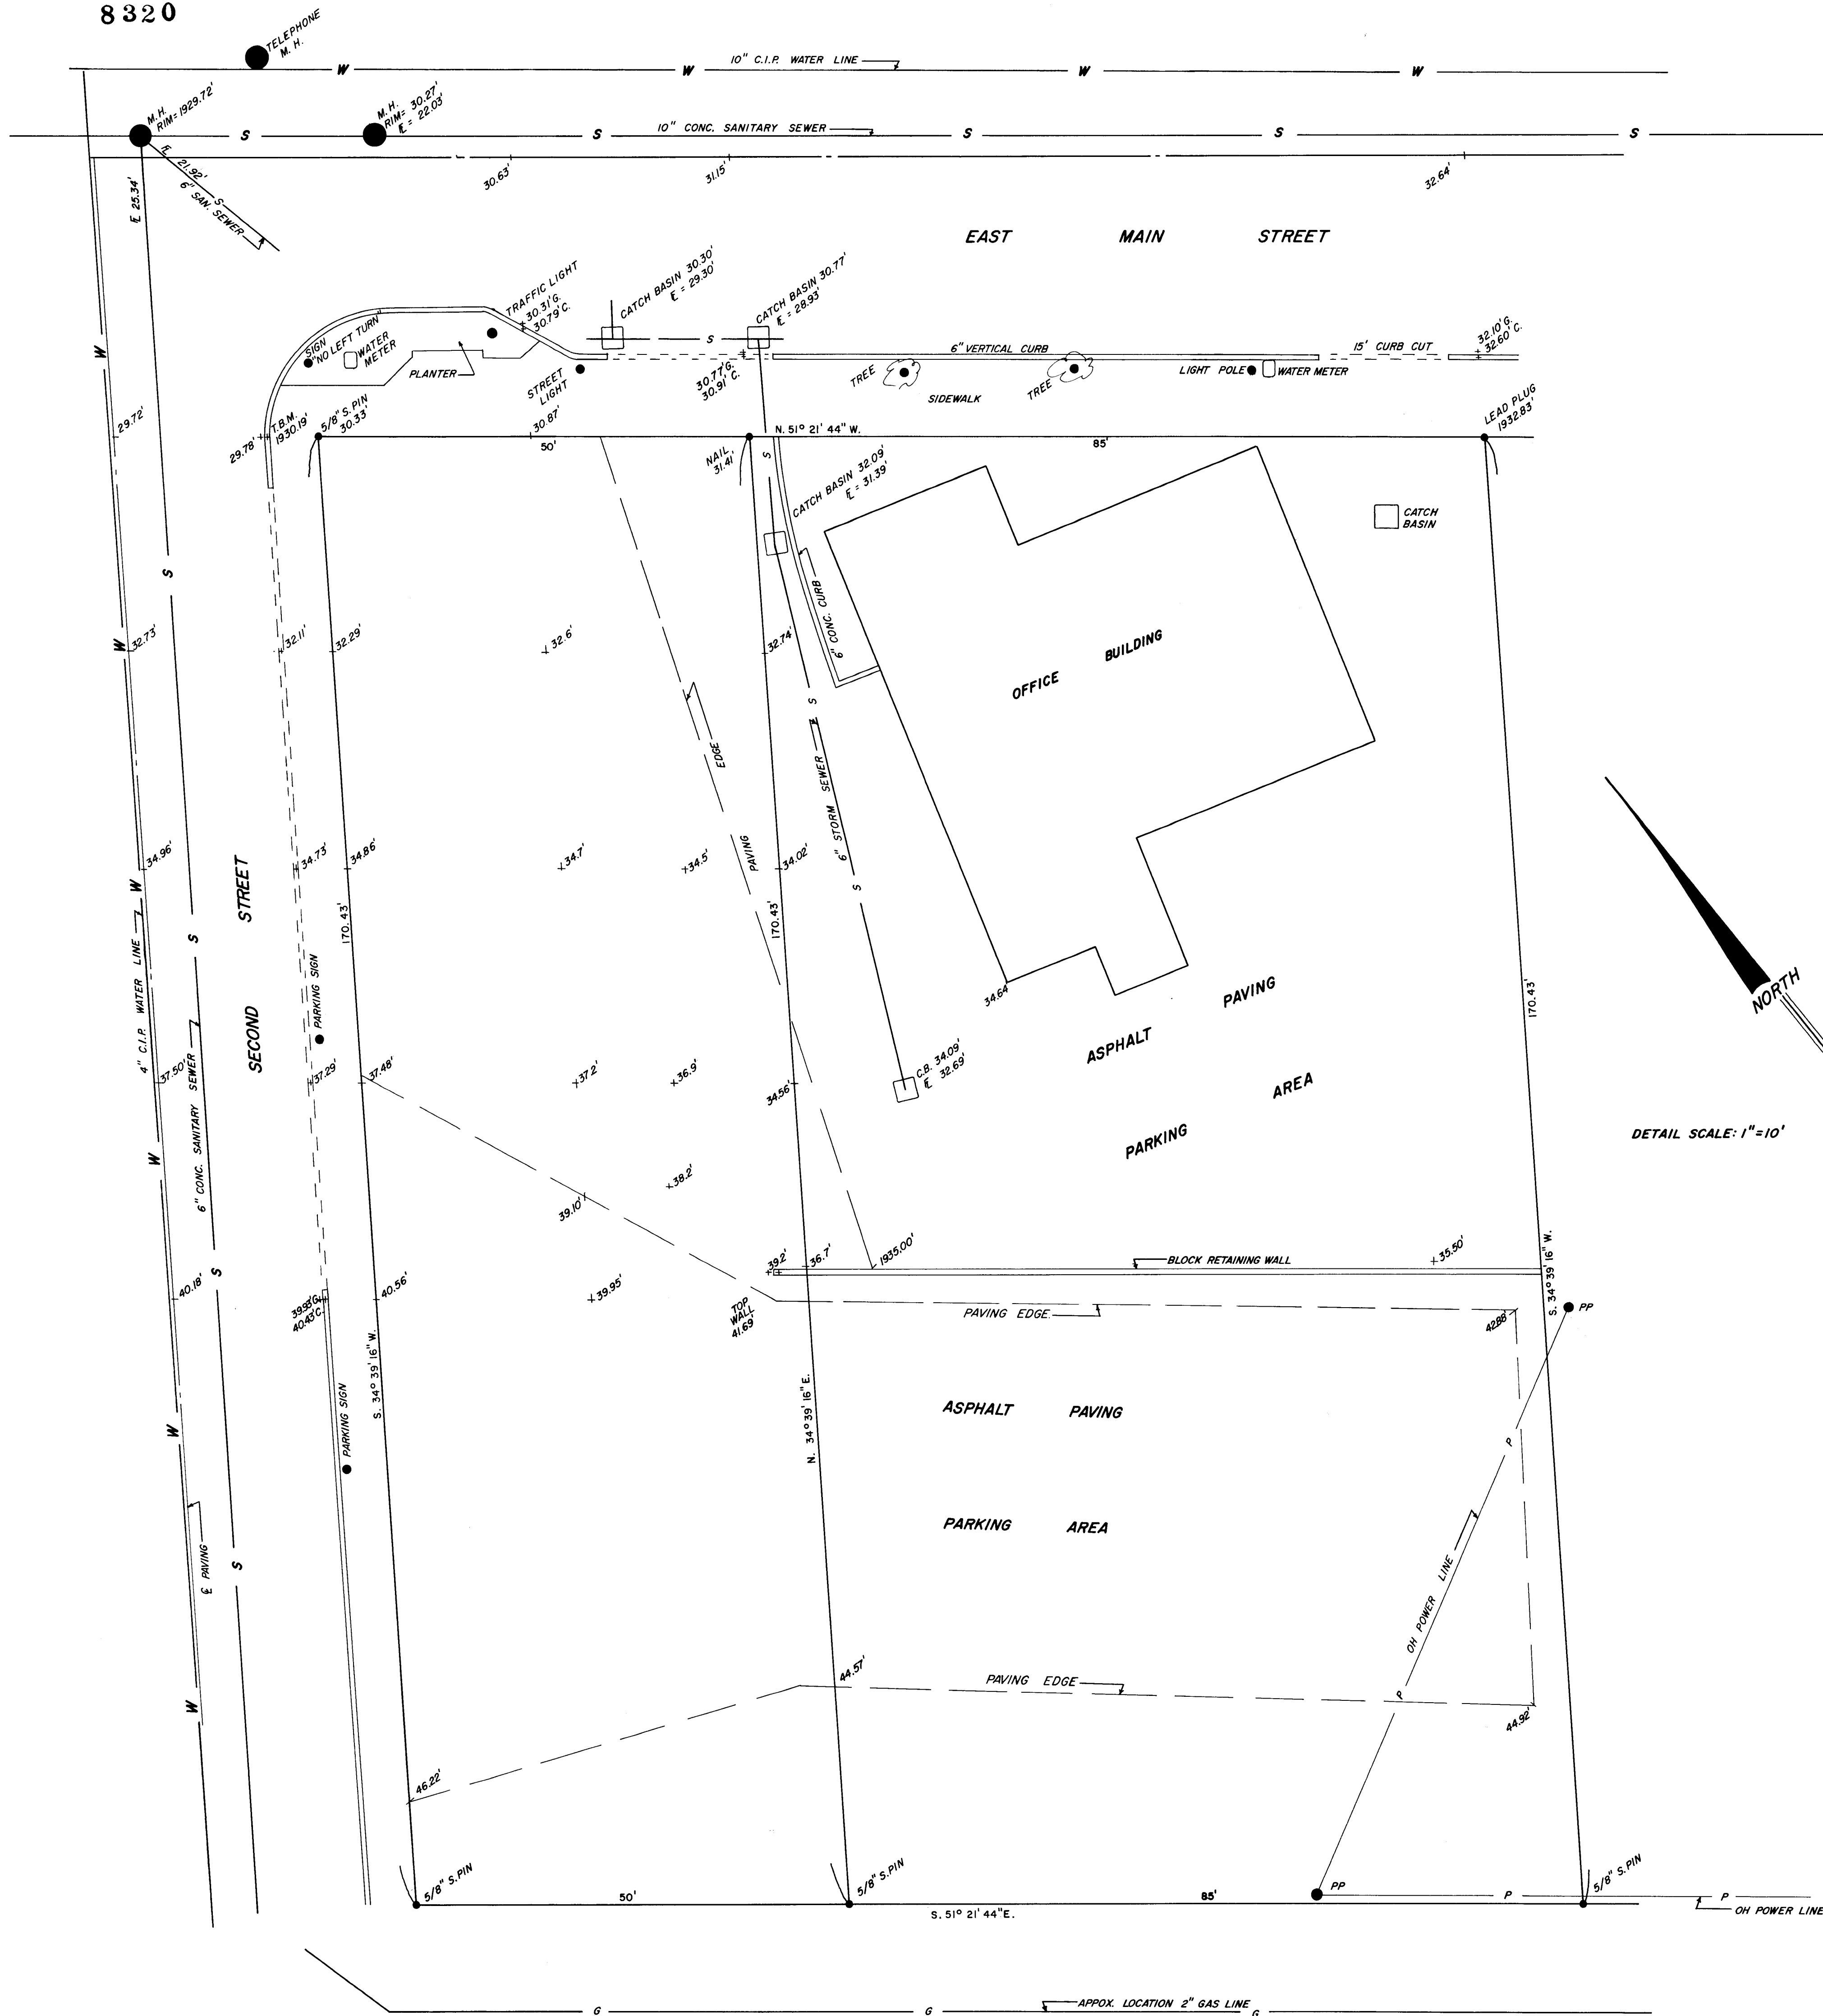 8320
TELEPHONE
M. H.
10" C.I.P. WATER LINE
W W W W
M. H.
RIM=1929.72'
M. H.
RIM= 30.27'
℄ = 22.03'
S S S S S
10" CONC. SANITARY SEWER
℄ 21.92'
6" SAN. SEWER
S
℄ 25.34'
30.63'
31.15'
32.64'
EAST MAIN STREET
TRAFFIC LIGHT
30.31' G.
30.79' C.
CATCH BASIN 30.30'
℄ = 29.30'
CATCH BASIN 30.77'
℄ = 28.93'
S
SIGN
"NO LEFT TURN"
WATER
METER
PLANTER
STREET
LIGHT
30.77' G.
30.91' C.
6" VERTICAL CURB
15' CURB CUT
32.10' G.
32.60' C.
TREE
TREE
SIDEWALK
LIGHT POLE
WATER METER
29.72'
29.78'
T.B.M.
1930.19'
5/8" S. PIN
30.33'
30.87'
50'
NAIL
31.41'
N. 51° 21' 44" W.
85'
LEAD PLUG
1932.83'
W
S
CATCH BASIN 32.09'
℄ = 31.39'
CATCH
BASIN
6" CONC. CURB
S
W
32.73'
32.11'
32.29'
32.6'
32.74'
OFFICE BUILDING
S
EDGE
PAVING
6" STORM SEWER
S
34.96'
34.73'
34.86'
34.7'
34.5'
34.02'
W
4" C.I.P. WATER LINE
S
6" CONC. SANITARY SEWER
SECOND STREET
170.43'
170.43'
170.43'
PARKING SIGN
34.64
ASPHALT PAVING
PARKING AREA
NORTH
37.50'
37.29'
37.48'
37.2'
36.9'
34.56'
C.B. 34.09'
℄ 32.69'
DETAIL SCALE: 1"=10'
W
38.2'
39.10'
39.2'
36.7'
1935.00'
BLOCK RETAINING WALL
35.50'
S
40.18'
39.93' G.
40.43' C.
40.56'
39.95'
TOP
WALL
41.69'
PAVING EDGE
42.88'
PP
S. 34° 39' 16" W.
S. 34° 39' 16" W.
N. 34° 39' 16" E.
W
PARKING SIGN
ASPHALT PAVING
PARKING AREA
P
OH POWER LINE
℄ PAVING
S
W
44.57'
PAVING EDGE
P
44.92'
46.22'
5/8" S. PIN
50'
5/8" S. PIN
S. 51° 21' 44" E.
85'
PP
P
5/8" S. PIN
P
OH POWER LINE
G G G
APPOX. LOCATION 2" GAS LINE